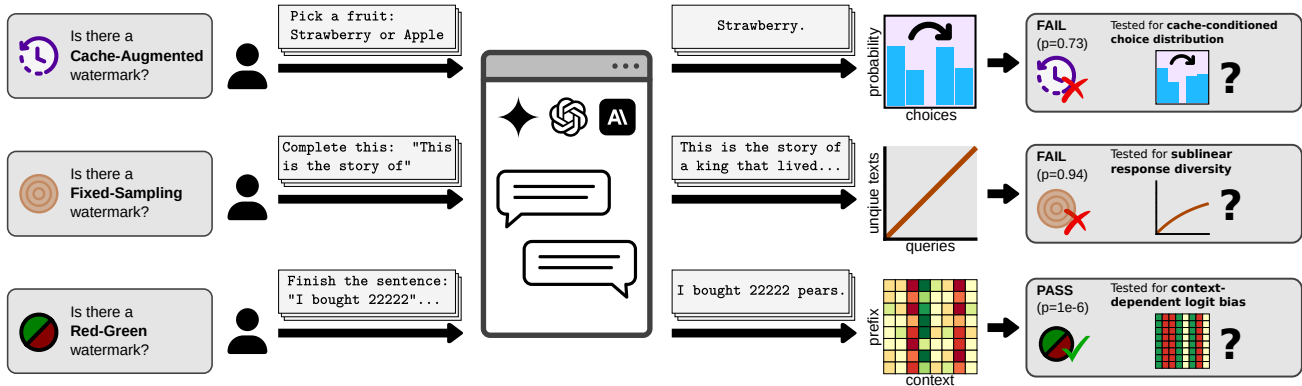 Is there a
Cache-Augmented
watermark?
Pick a fruit:
Strawberry or Apple
Strawberry.
probability
choices
FAIL
(p=0.73)
Tested for cache-conditioned
choice distribution
?
Is there a
Fixed-Sampling
watermark?
Complete this: "This
is the story of"
This is the story of
a king that lived...
unqiue texts
queries
FAIL
(p=0.94)
Tested for sublinear
response diversity
?
Is there a
Red-Green
watermark?
Finish the sentence:
"I bought 22222"...
I bought 22222 pears.
prefix
context
PASS
(p=1e-6)
Tested for context-
dependent logit bias
?
A\